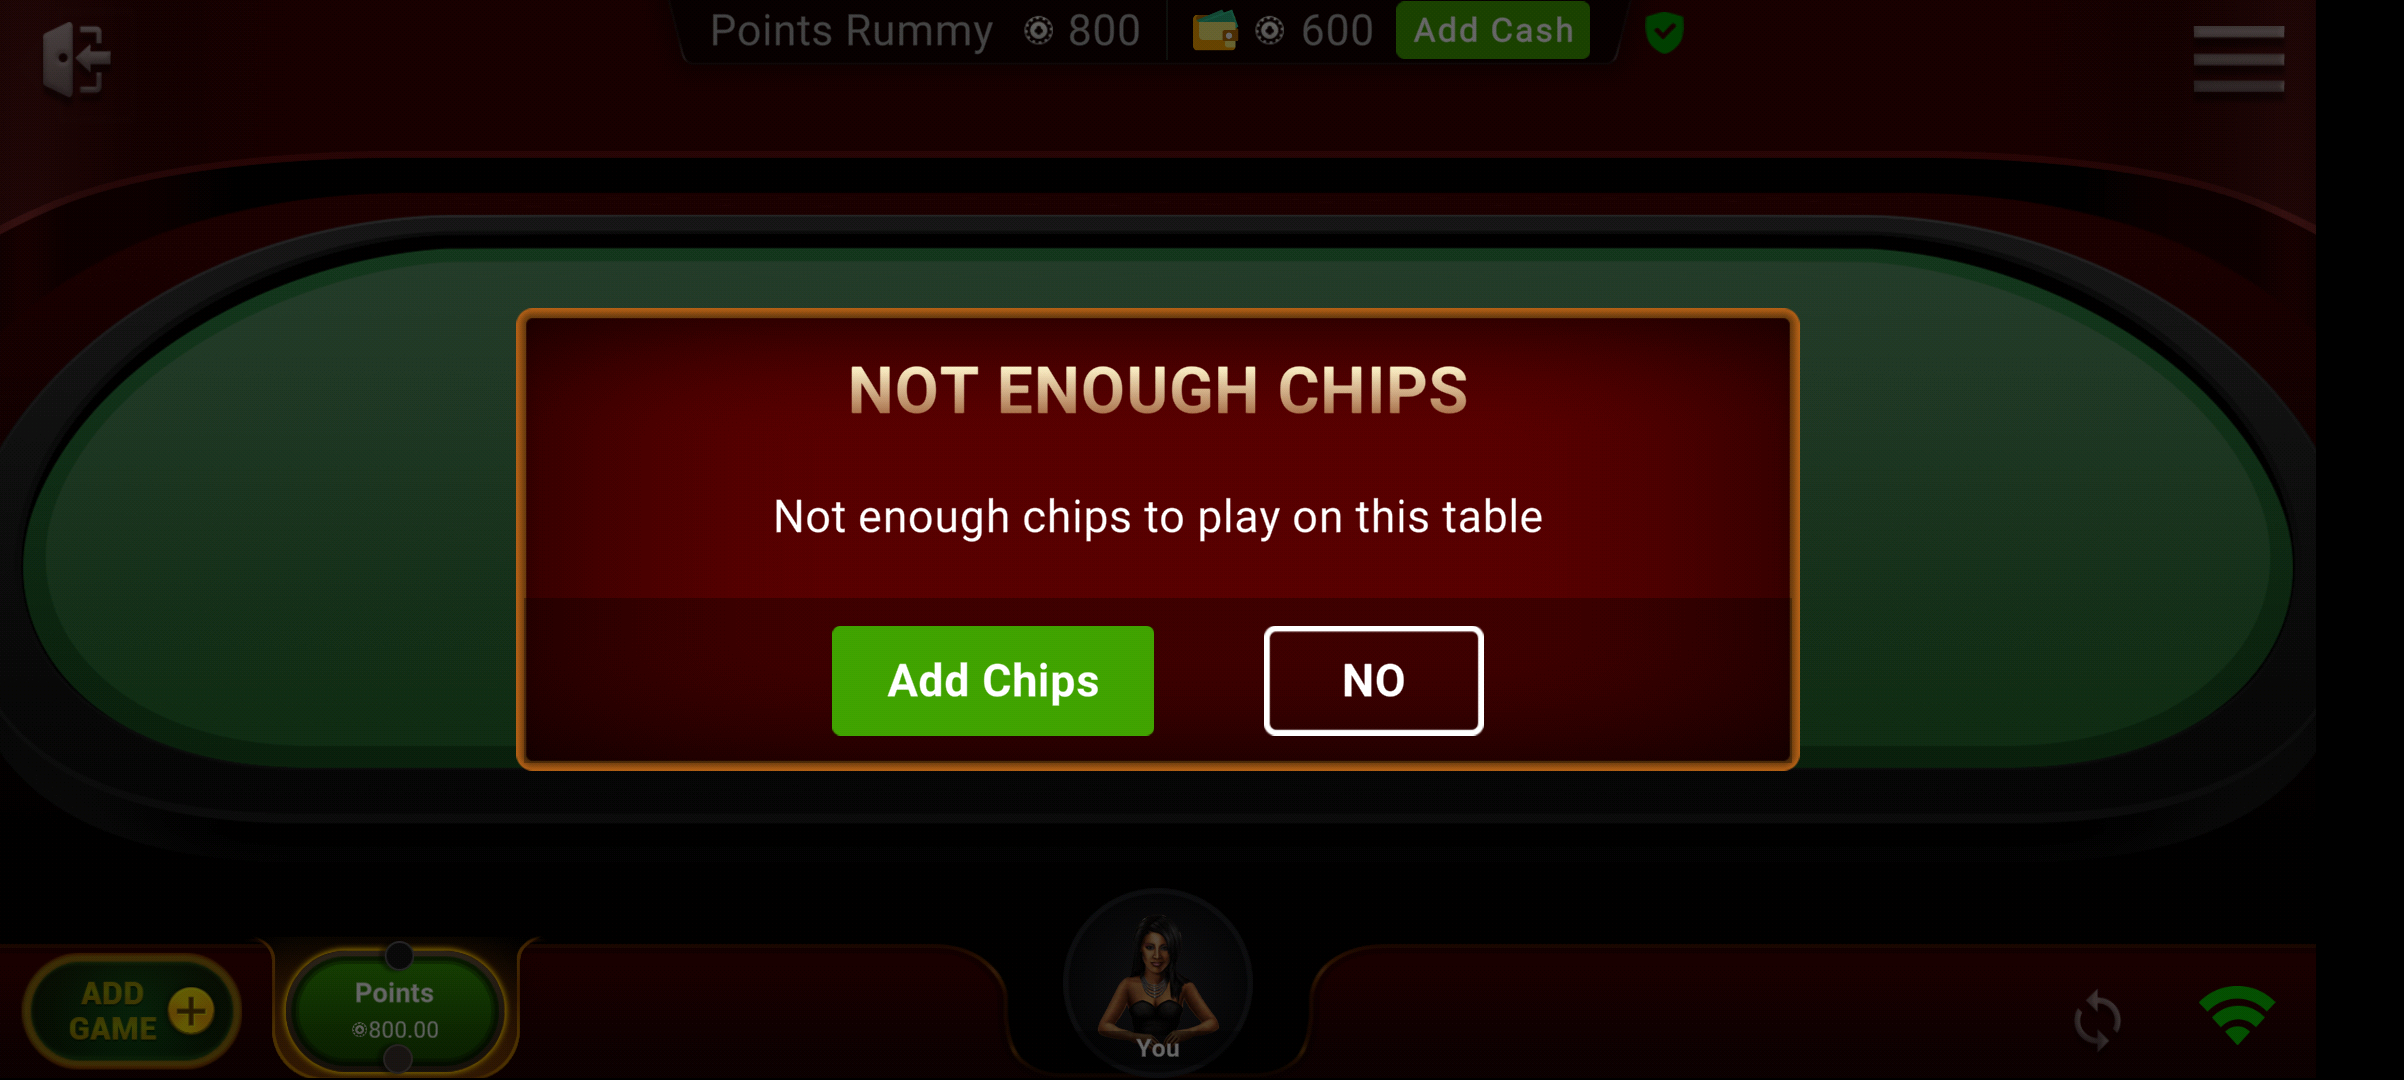 Points Rummy 800 600 Add Cash
NOT ENOUGH CHIPS
Not enough chips to play on this table
Add Chips NO
ADD
GAME
Points
800.00
You